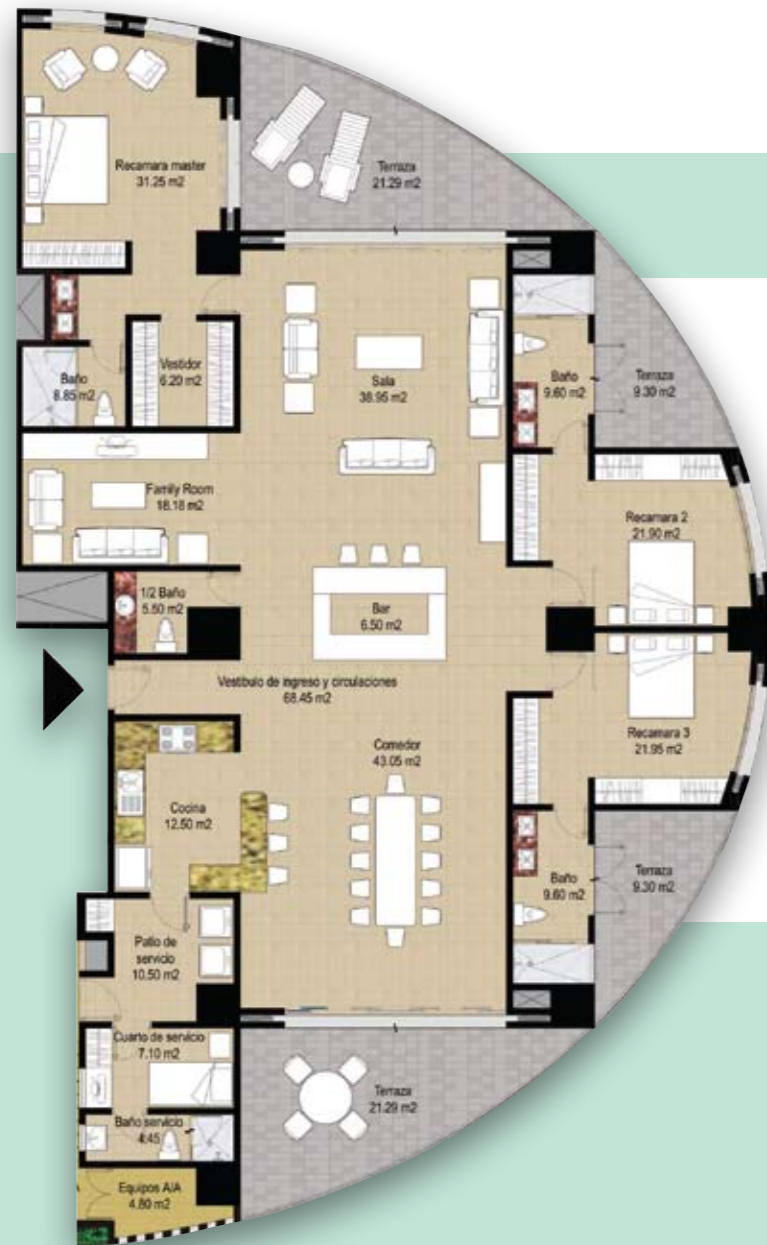 Recamara master
31.25 m2
Terraza
21.29 m2
Baño
8.85 m2
Vestidor
6.20 m2
Sala
38.95 m2
Baño
9.60 m2
Terraza
9.30 m2
Family Room
18.18 m2
Recamara 2
21.90 m2
1/2 Baño
5.50 m2
Bar
6.50 m2
Vestibulo de ingreso y circulaciones
68.45 m2
Recamara 3
21.95 m2
Comedor
43.05 m2
Cocina
12.50 m2
Baño
9.60 m2
Terraza
9.30 m2
Patio de
servicio
10.50 m2
Cuarto de servicio
7.10 m2
Terraza
21.29 m2
Baño servicio
4.45
Equipos A/A
4.80 m2